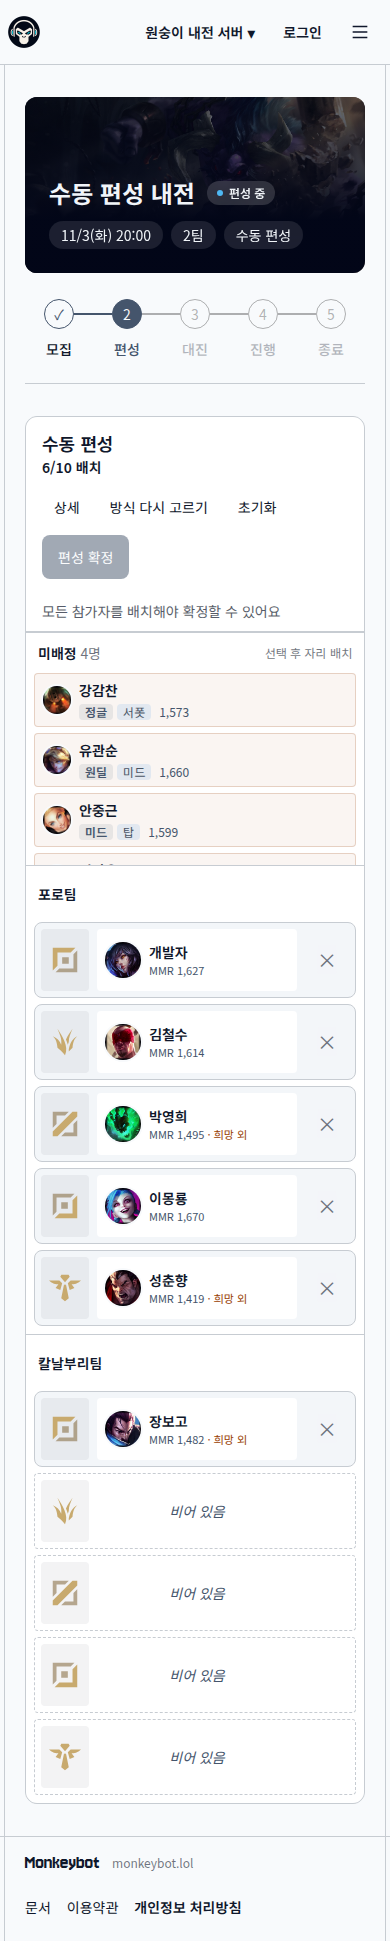 원숭이 내전 서버 ▾ 로그인
수동 편성 내전 편성 중
11/3(화) 20:00 2팀 수동 편성
✓ 2 3 4 5
모집 편성 대진 진행 종료
수동 편성
6/10 배치
상세 방식 다시 고르기 초기화
편성 확정
모든 참가자를 배치해야 확정할 수 있어요
미배정 4명 선택 후 자리 배치
강감찬
정글 서폿 1,573
유관순
원딜 미드 1,660
안중근
미드 탑 1,599
포로팀
개발자
MMR 1,627
김철수
MMR 1,614
박영희
MMR 1,495 · 희망 외
이몽룡
MMR 1,670
성춘향
MMR 1,419 · 희망 외
칼날부리팀
장보고
MMR 1,482 · 희망 외
비어 있음
비어 있음
비어 있음
비어 있음
Monkeybot monkeybot.lol
문서 이용약관 개인정보 처리방침